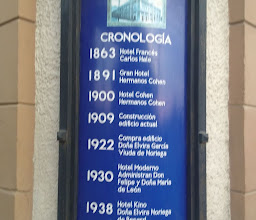 CRONOLOGÍA
1863 Hotel Francés
Carlos Hale
1891 Gran Hotel
Hermanos Cohen
1900 Hotel Cohen
Hermanos Cohen
1909 Construcción
edificio actual
1922 Compra edificio
Doña Elvira García
Viuda de Noriega
1930 Hotel Moderno
Administran Don
Felipe y Doña María
de León
1938 Hotel Kino
Doña Elvira Noriega